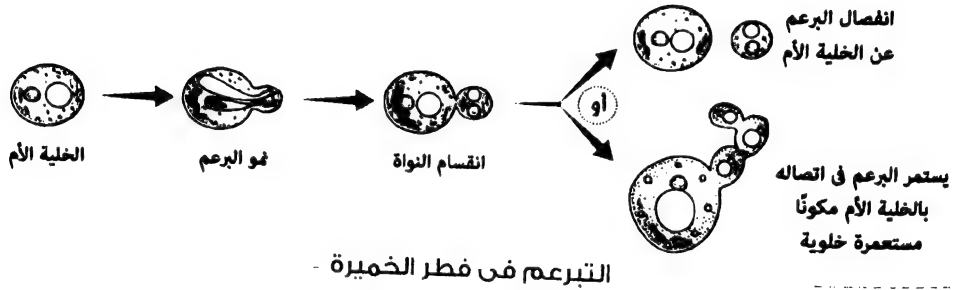 الخلية الأم
نمو البرعم
انقسام النواة
أو
انفصال البرعم
عن الخلية الأم
يستمر البرعم فى اتصاله
بالخلية الأم مكونًا
مستعمرة خلوية
التبرعم فى فطر الخميرة -